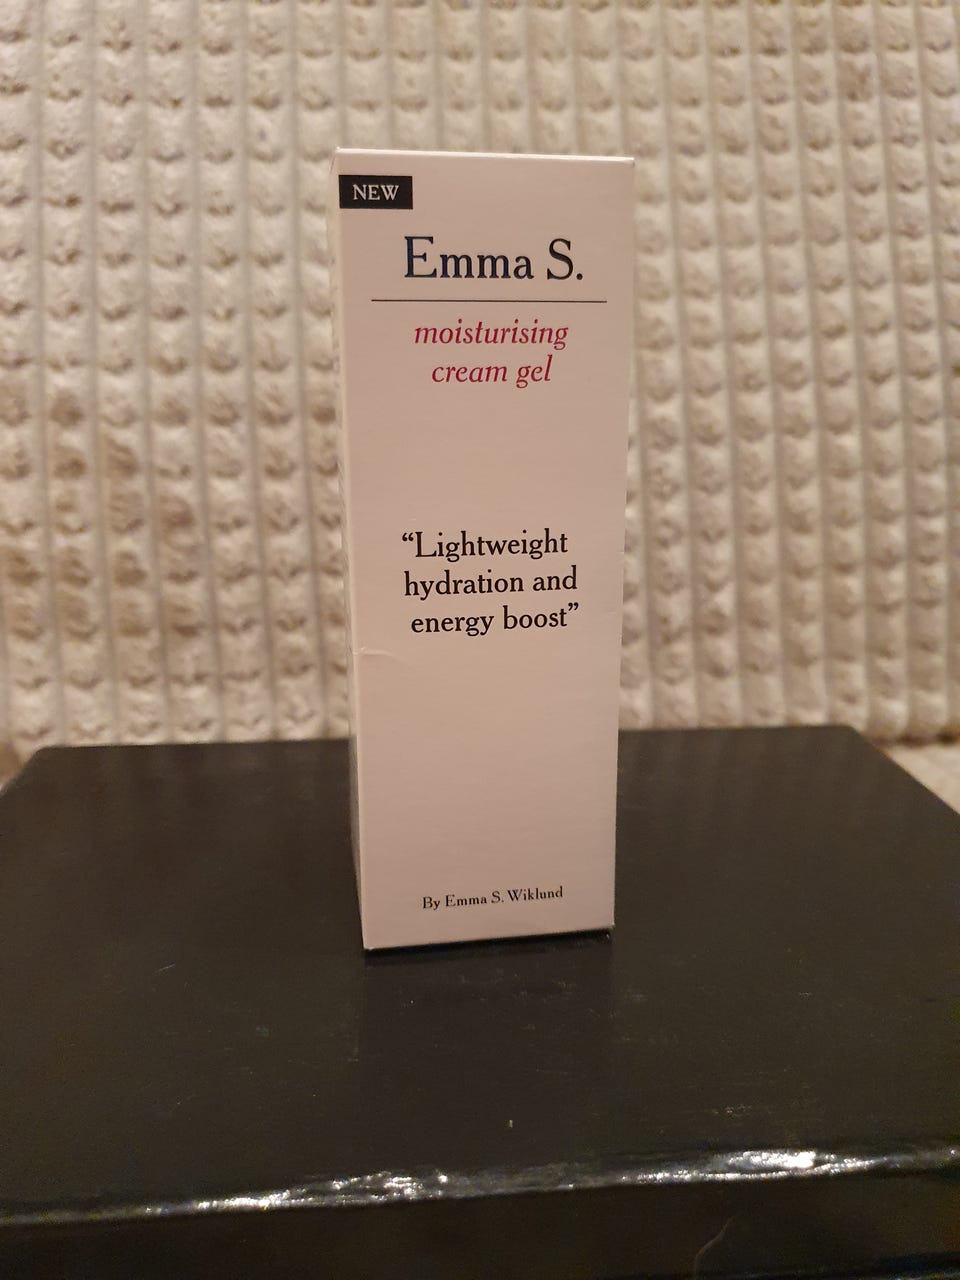 NEW
Emma S.
moisturising
cream gel
“Lightweight
hydration and
energy boost”
By Emma S. Wiklund